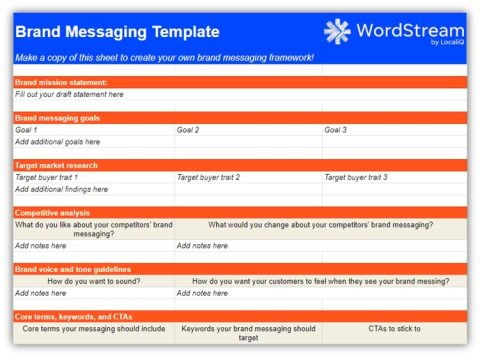 Brand Messaging Template
WordStream
by LocaliQ
Make a copy of this sheet to create your own brand messaging framework!
Brand mission statement:
Fill out your draft statement here
Brand messaging goals
Goal 1 Goal 2 Goal 3
Add additional goals here
Target market research
Target buyer trait 1 Target buyer trait 2 Target buyer trait 3
Add additional findings here
Competitive analysis
What do you like about your competitors' brand What would you change about your competitors' brand messaging?
messaging?
Add notes here Add notes here
Brand voice and tone guidelines
How do you want to sound? How do you want your customers to feel when they see your brand messing?
Add notes here Add notes here
Core terms, keywords, and CTAs
Core terms your messaging should include Keywords your brand messaging should CTAs to stick to
target